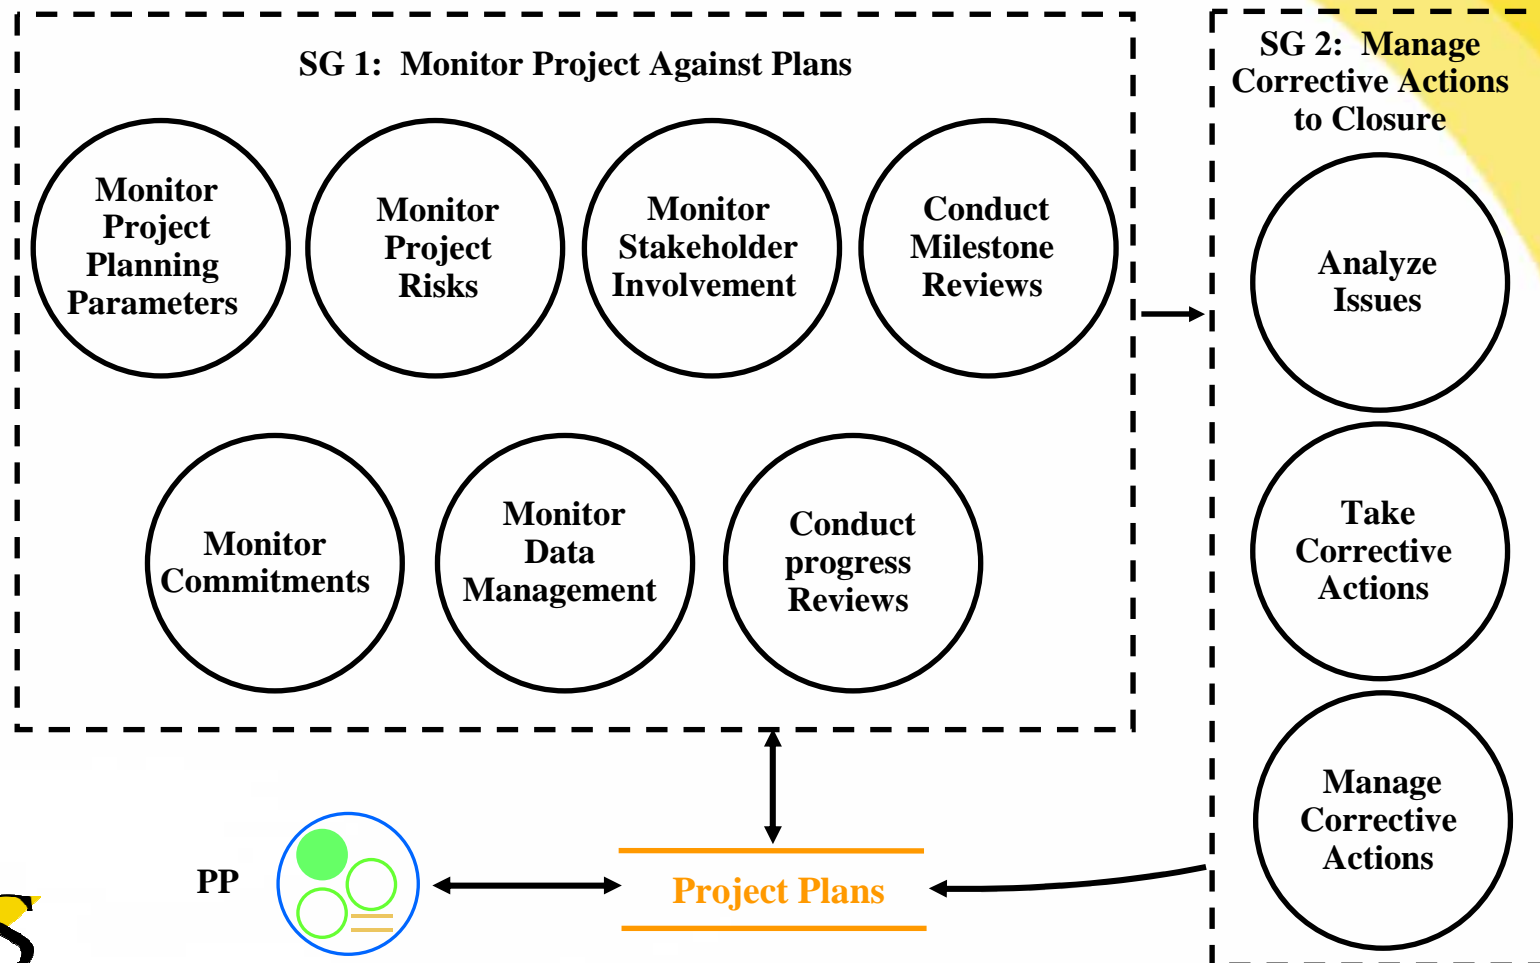 SG 1:  Monitor Project Against Plans
Monitor
Project
Planning
Parameters
Monitor
Project
Risks
Monitor
Stakeholder
Involvement
Conduct
Milestone
Reviews
Monitor
Commitments
Monitor
Data
Management
Conduct
progress
Reviews
SG 2:  Manage
Corrective Actions
to Closure
Analyze
Issues
Take
Corrective
Actions
Manage
Corrective
Actions
PP
Project Plans